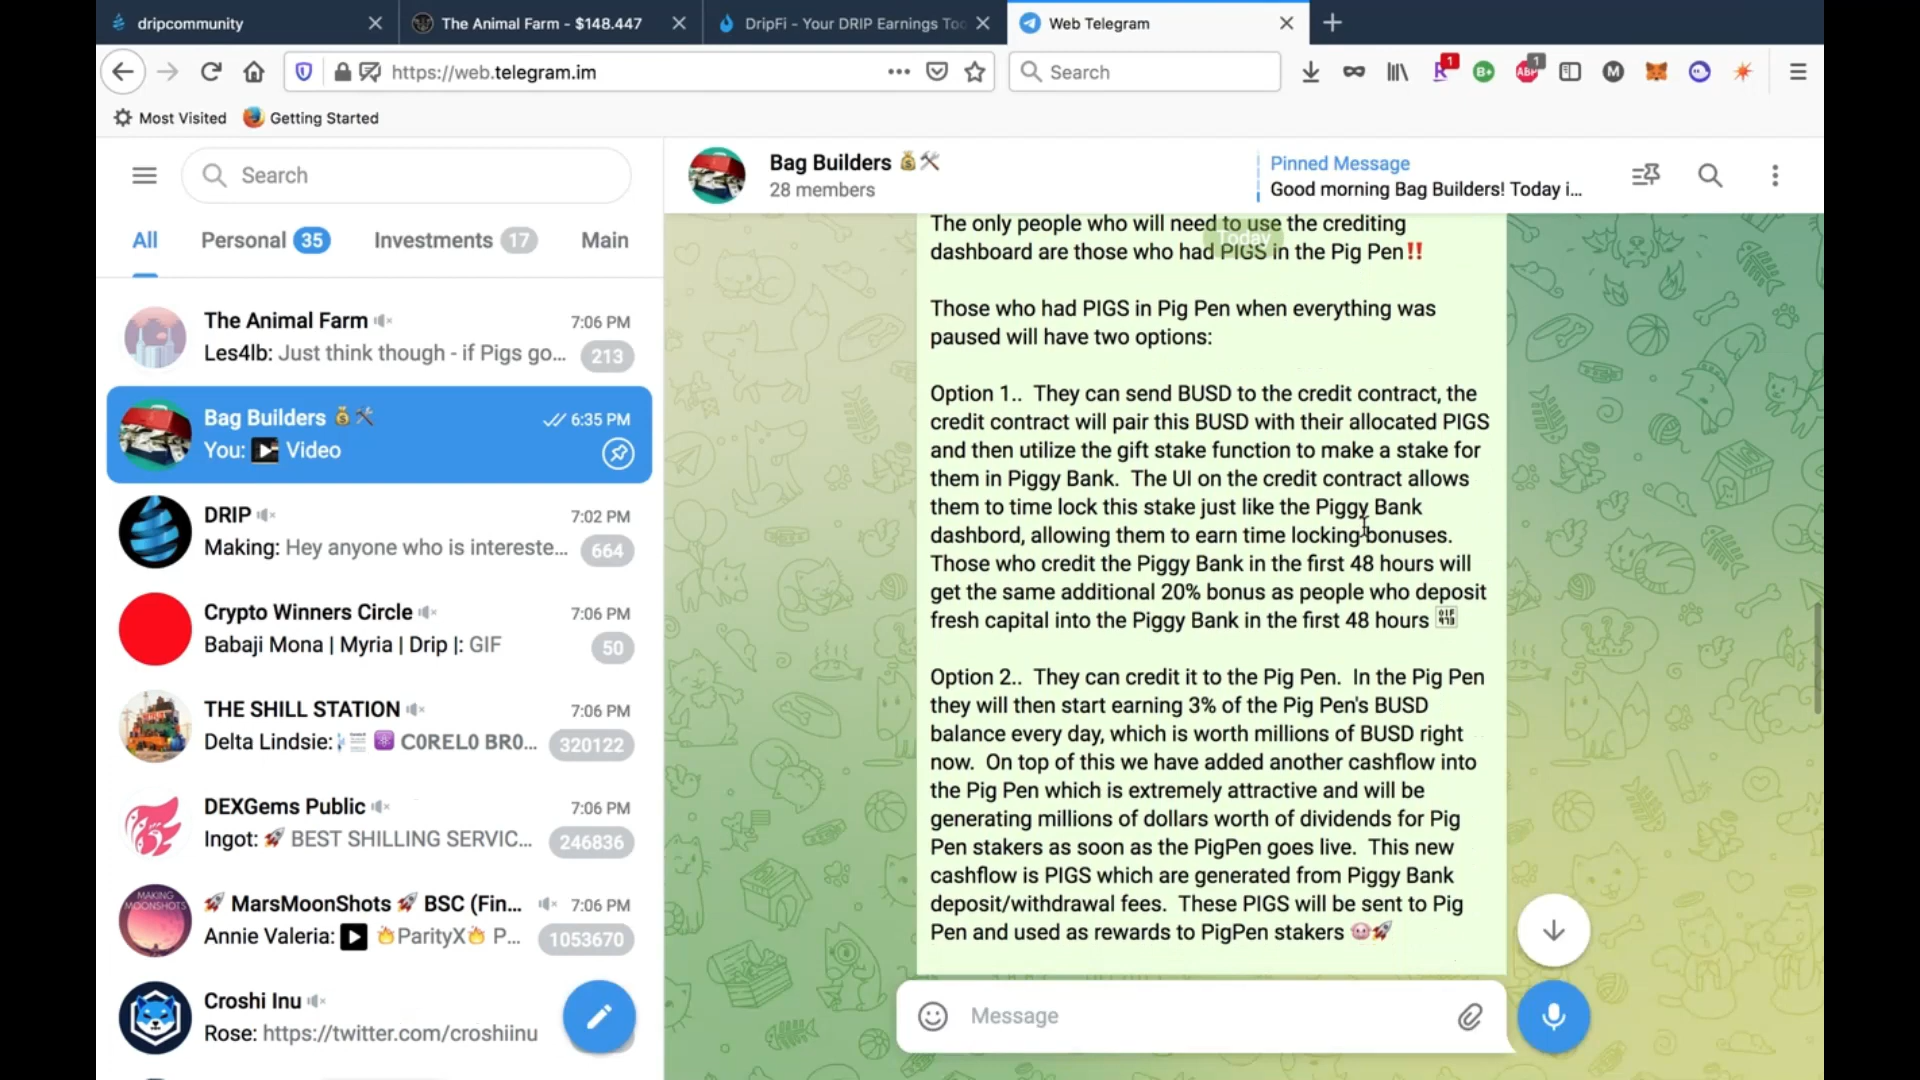 dripcommunity
The Animal Farm - $148.447
DripFi - Your DRIP Earnings Too
Web Telegram
https://web.telegram.im
Search
1
B+
ABP
1
M
Most Visited
Getting Started
Search
All
Personal 35
Investments 17
Main
The Animal Farm
7:06 PM
Les4lb: Just think though - if Pigs go...
213
Bag Builders
6:35 PM
You: Video
DRIP
7:02 PM
Making: Hey anyone who is intereste...
664
Crypto Winners Circle
7:06 PM
Babaji Mona | Myria | Drip |: GIF
50
THE SHILL STATION
7:06 PM
Delta Lindsie: C0REL0 BR0...
320122
DEXGems Public
7:06 PM
Ingot: 🚀 BEST SHILLING SERVIC...
246836
MAKING MOONSHOTS
🚀 MarsMoonShots 🚀 BSC (Fin...
7:06 PM
Annie Valeria: 🔥ParityX🔥 P...
1053670
Croshi Inu
Rose: https://twitter.com/croshiinu
Bag Builders 💰🛠
28 members
Pinned Message
Good morning Bag Builders! Today i...
Today
The only people who will need to use the crediting
dashboard are those who had PIGS in the Pig Pen‼️
Those who had PIGS in Pig Pen when everything was
paused will have two options:
Option 1.. They can send BUSD to the credit contract, the
credit contract will pair this BUSD with their allocated PIGS
and then utilize the gift stake function to make a stake for
them in Piggy Bank. The UI on the credit contract allows
them to time lock this stake just like the Piggy Bank
dashbord, allowing them to earn time locking bonuses.
Those who credit the Piggy Bank in the first 48 hours will
get the same additional 20% bonus as people who deposit
fresh capital into the Piggy Bank in the first 48 hours
Option 2.. They can credit it to the Pig Pen. In the Pig Pen
they will then start earning 3% of the Pig Pen's BUSD
balance every day, which is worth millions of BUSD right
now. On top of this we have added another cashflow into
the Pig Pen which is extremely attractive and will be
generating millions of dollars worth of dividends for Pig
Pen stakers as soon as the PigPen goes live. This new
cashflow is PIGS which are generated from Piggy Bank
deposit/withdrawal fees. These PIGS will be sent to Pig
Pen and used as rewards to PigPen stakers 🐷🚀
Message